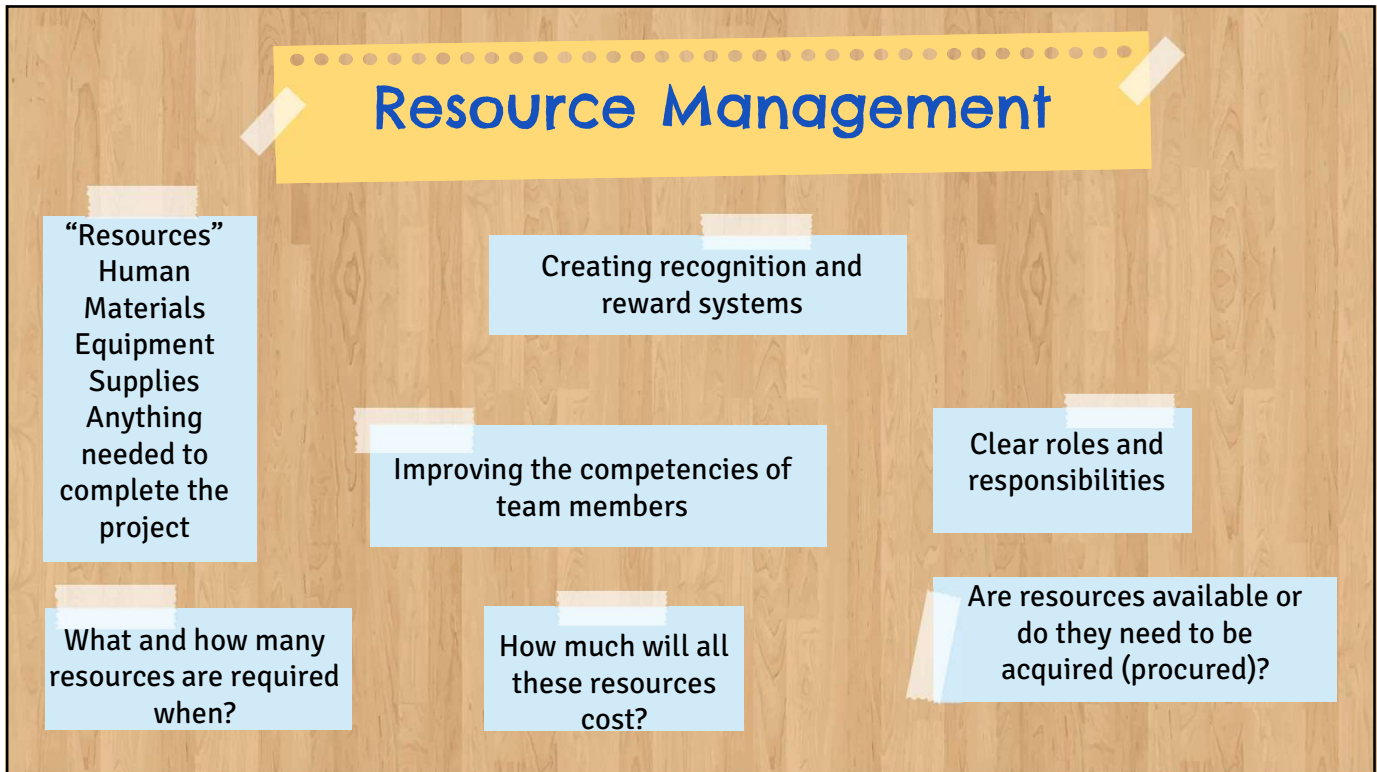 Resource Management
“Resources”
Human
Materials
Equipment
Supplies
Anything
needed to
complete the
project
Creating recognition and
reward systems
Improving the competencies of
team members
Clear roles and
responsibilities
What and how many
resources are required
when?
How much will all
these resources
cost?
Are resources available or
do they need to be
acquired (procured)?